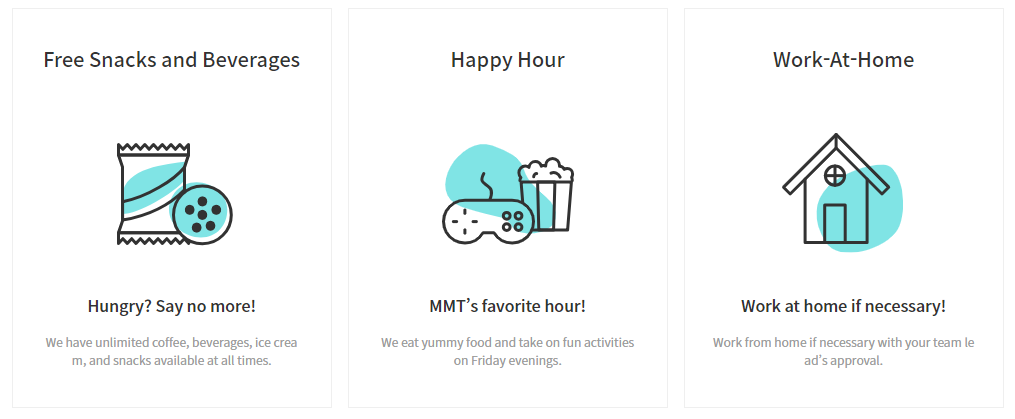 Free Snacks and Beverages
Hungry? Say no more!
We have unlimited coffee, beverages, ice crea
m, and snacks available at all times.
Happy Hour
MMT’s favorite hour!
We eat yummy food and take on fun activities
on Friday evenings.
Work-At-Home
Work at home if necessary!
Work from home if necessary with your team le
ad’s approval.